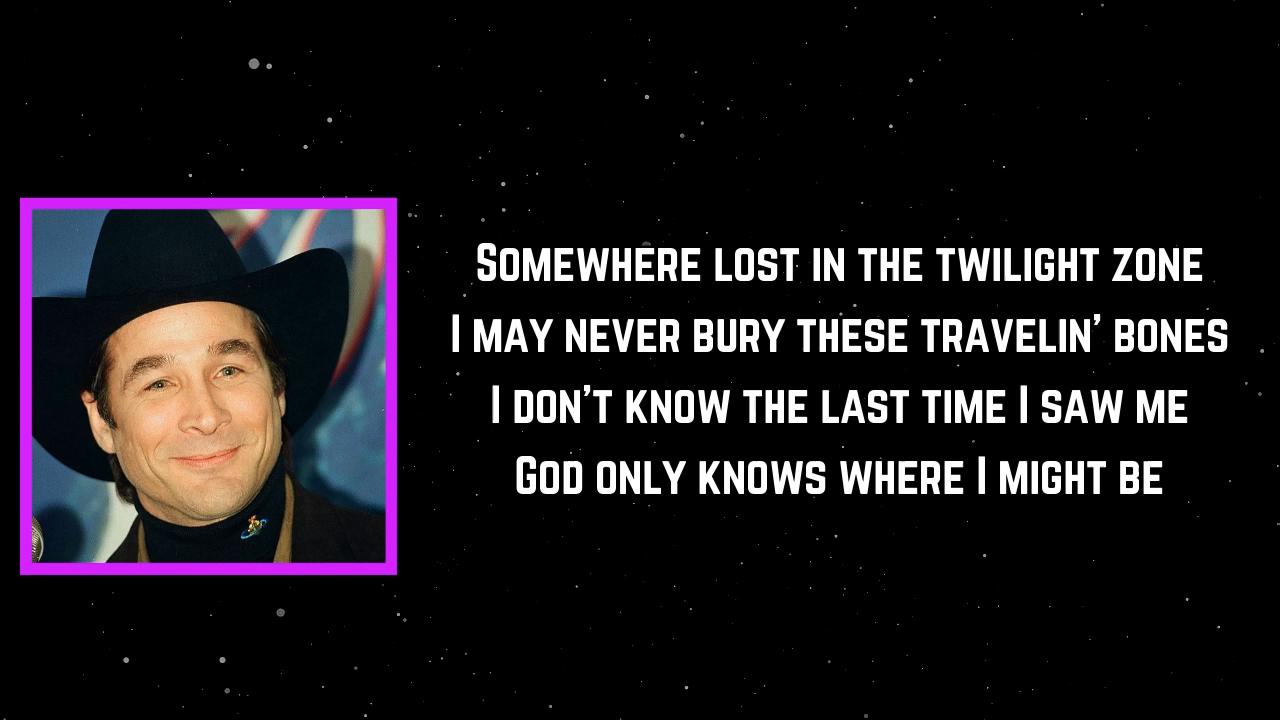 Somewhere lost in the twilight zone
I may never bury these travelin' bones
I don't know the last time I saw me
God only knows where I might be